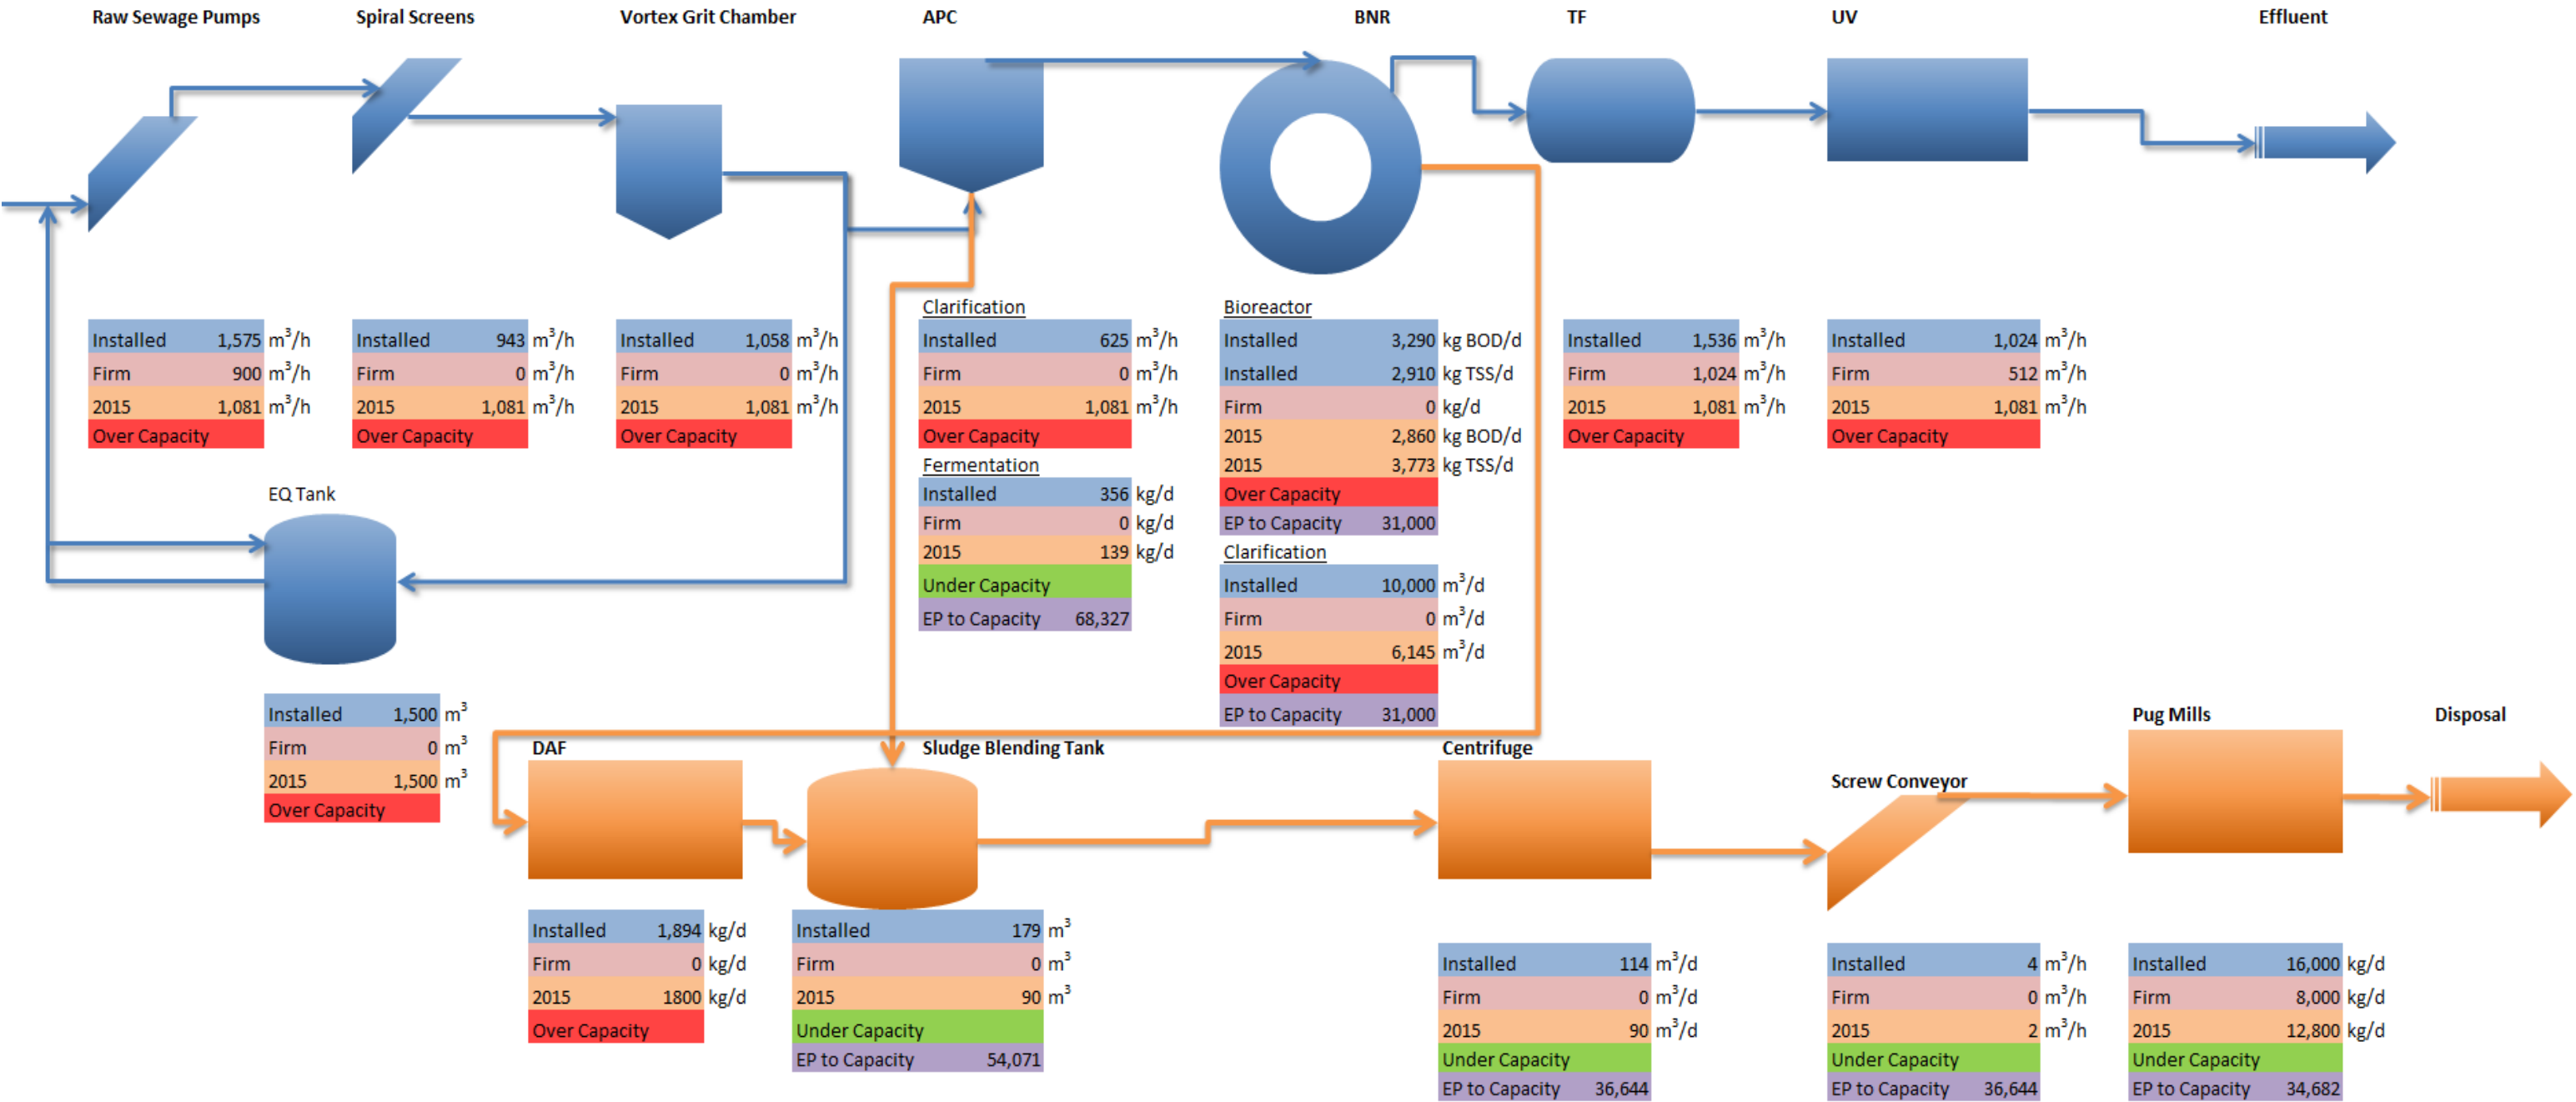 Raw Sewage Pumps
Spiral Screens
Vortex Grit Chamber
APC
BNR
TF
UV
Effluent
Installed 1,575 m³/h
Firm 900 m³/h
2015 1,081 m³/h
Over Capacity
Installed 943 m³/h
Firm 0 m³/h
2015 1,081 m³/h
Over Capacity
Installed 1,058 m³/h
Firm 0 m³/h
2015 1,081 m³/h
Over Capacity
Clarification
Installed 625 m³/h
Firm 0 m³/h
2015 1,081 m³/h
Over Capacity
Fermentation
Installed 356 kg/d
Firm 0 kg/d
2015 139 kg/d
Under Capacity
EP to Capacity 68,327
Bioreactor
Installed 3,290 kg BOD/d
Installed 2,910 kg TSS/d
Firm 0 kg/d
2015 2,860 kg BOD/d
2015 3,773 kg TSS/d
Over Capacity
EP to Capacity 31,000
Clarification
Installed 10,000 m³/d
Firm 0 m³/d
2015 6,145 m³/d
Over Capacity
EP to Capacity 31,000
Installed 1,536 m³/h
Firm 1,024 m³/h
2015 1,081 m³/h
Over Capacity
Installed 1,024 m³/h
Firm 512 m³/h
2015 1,081 m³/h
Over Capacity
EQ Tank
Installed 1,500 m³
Firm 0 m³
2015 1,500 m³
Over Capacity
DAF
Sludge Blending Tank
Centrifuge
Screw Conveyor
Pug Mills
Disposal
Installed 1,894 kg/d
Firm 0 kg/d
2015 1800 kg/d
Over Capacity
Installed 179 m³
Firm 0 m³
2015 90 m³
Under Capacity
EP to Capacity 54,071
Installed 114 m³/d
Firm 0 m³/d
2015 90 m³/d
Under Capacity
EP to Capacity 36,644
Installed 4 m³/h
Firm 0 m³/h
2015 2 m³/h
Under Capacity
EP to Capacity 36,644
Installed 16,000 kg/d
Firm 8,000 kg/d
2015 12,800 kg/d
Under Capacity
EP to Capacity 34,682